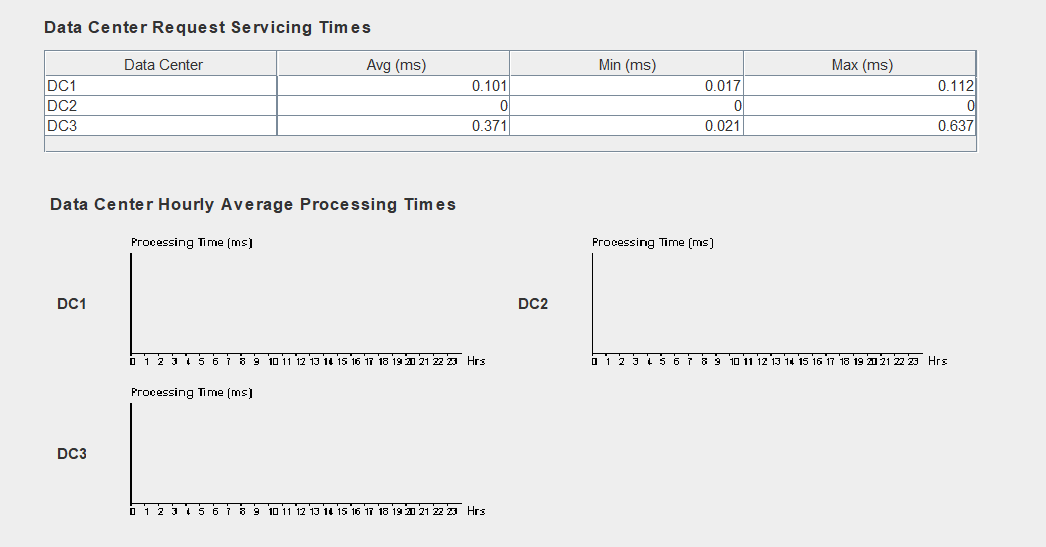 Data Center Request Servicing Times
Data Center Avg (ms) Min (ms) Max (ms)
DC1 0.101 0.017 0.112
DC2 0 0 0
DC3 0.371 0.021 0.637
Data Center Hourly Average Processing Times
Processing Time (ms)
DC1
0 1 2 3 4 5 6 7 8 9 10 11 12 13 14 15 16 17 18 19 20 21 22 23 Hrs
Processing Time (ms)
DC2
0 1 2 3 4 5 6 7 8 9 10 11 12 13 14 15 16 17 18 19 20 21 22 23 Hrs
Processing Time (ms)
DC3
0 1 2 3 4 5 6 7 8 9 10 11 12 13 14 15 16 17 18 19 20 21 22 23 Hrs